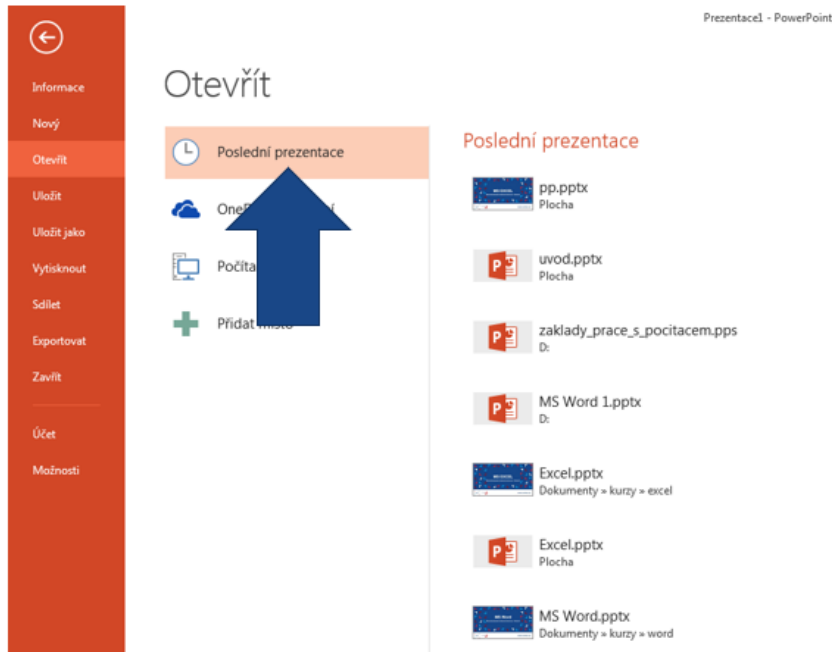 Prezentace1 - PowerPoint
Informace
Nový
Otevřít
Uložit
Uložit jako
Vytisknout
Sdílet
Exportovat
Zavřít
Účet
Možnosti
Otevřít
Poslední prezentace
Přidat
Poslední prezentace
pp.pptx
Plocha
uvod.pptx
Plocha
zaklady_prace_s_pocitacem.pps
D:
MS Word 1.pptx
D:
Excel.pptx
Dokumenty » kurzy » excel
Excel.pptx
Plocha
MS Word.pptx
Dokumenty » kurzy » word